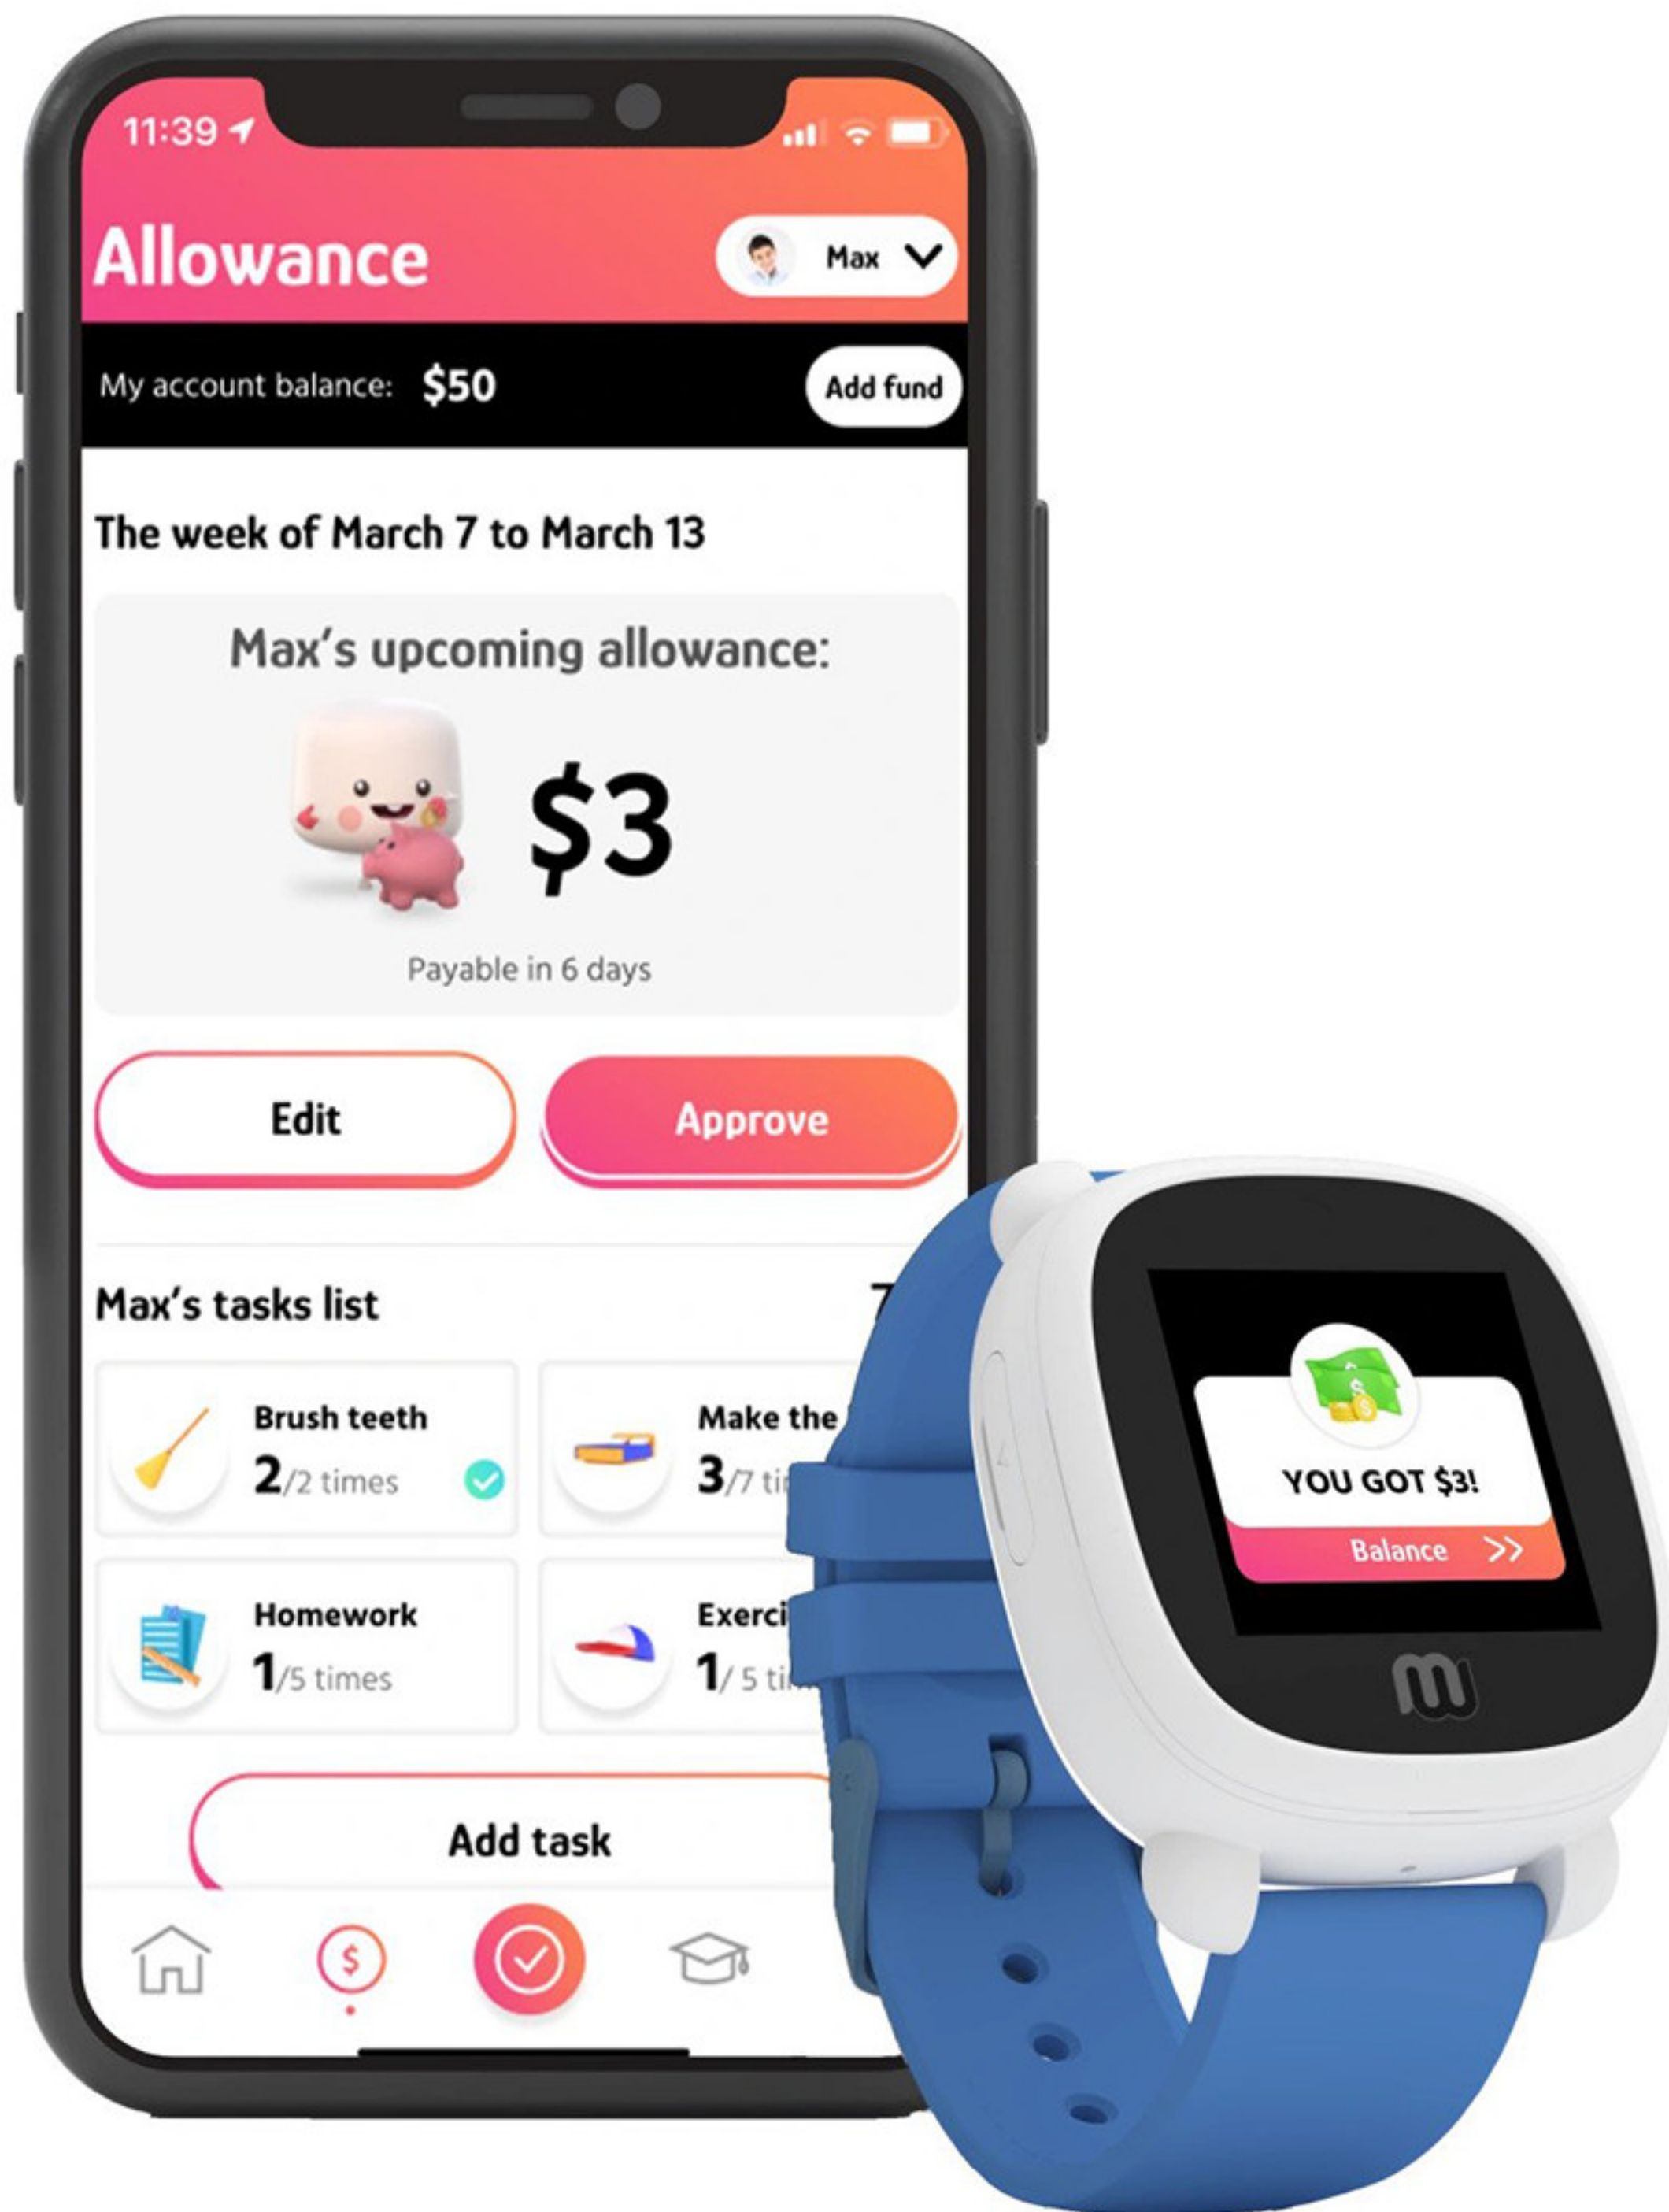 11:39
Allowance
Max
My account balance: $50
Add fund
The week of March 7 to March 13
Max's upcoming allowance:
$3
Payable in 6 days
Edit
Approve
Max's tasks list
Brush teeth
2/2 times
Make the
3/7
Homework
1/5 times
1/ 5
Add task
YOU GOT $3!
Balance >>